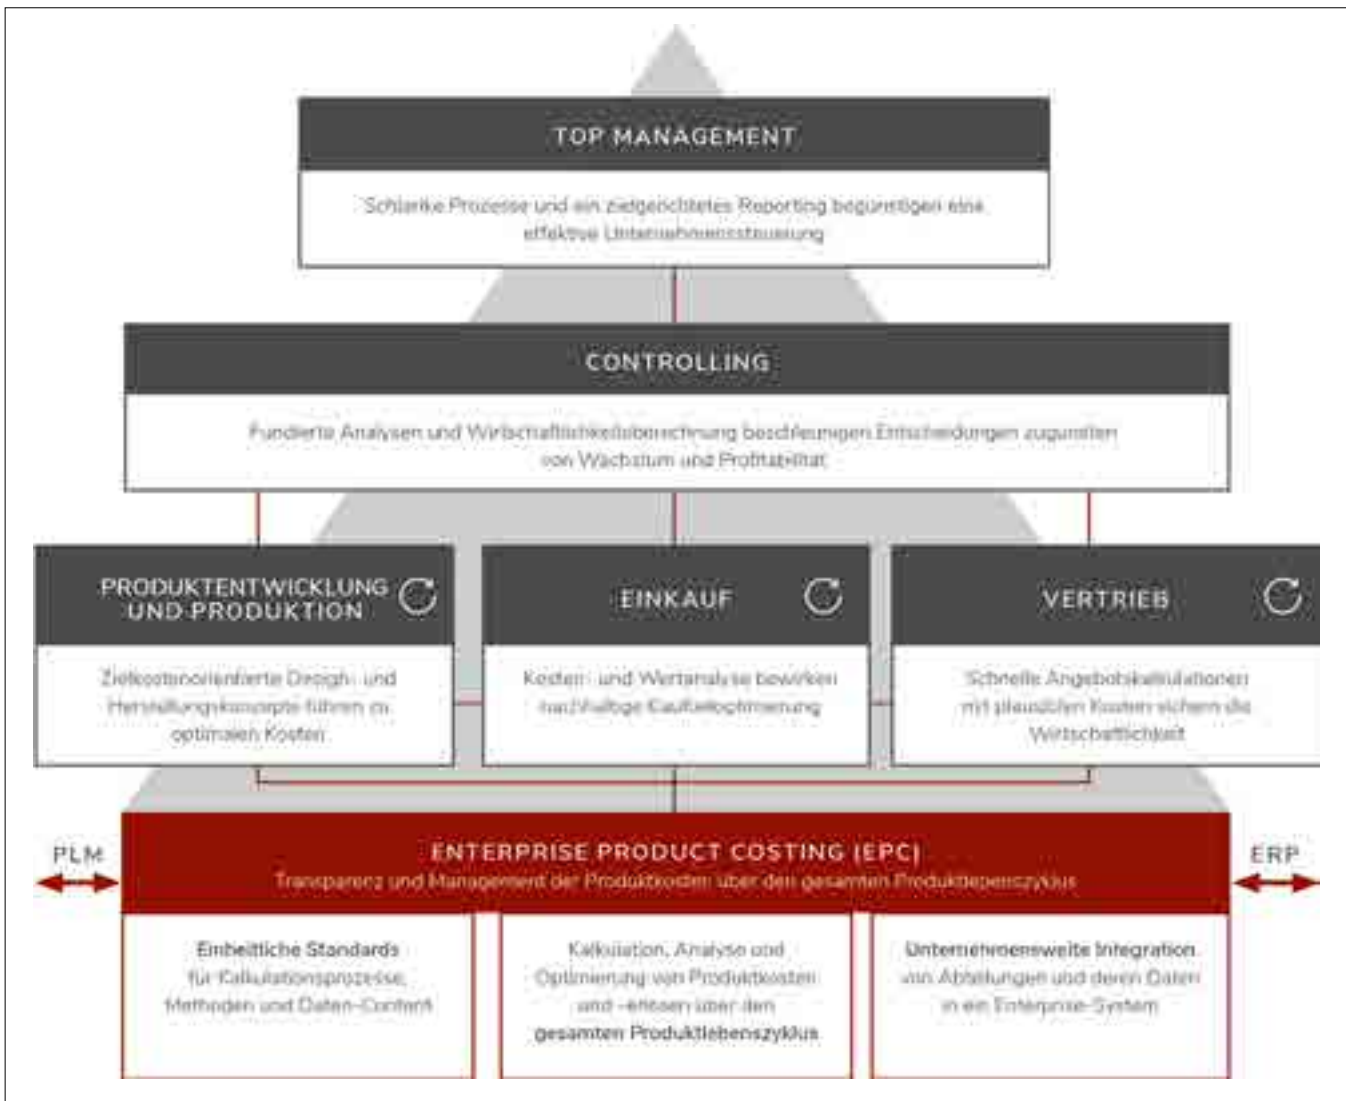 TOP MANAGEMENT
Schlanke Prozesse und ein zielgerichtetes Reporting begünstigen eine
effektive Unternehmenssteuerung
CONTROLLING
Fundierte Analysen und Wirtschaftlichkeitsberechnung beschleunigen Entscheidungen zugunsten
von Wachstum und Profitabilität
PRODUKTENTWICKLUNG
UND PRODUKTION
Zielkostenorientierte Design- und
Herstellungskonzepte führen zu
optimalen Kosten
EINKAUF
Kosten- und Wertanalyse bewirken
nachhaltige Kaufteiloptimierung
VERTRIEB
Schnelle Angebotskalkulationen
mit plausiblen Kosten sichern die
Wirtschaftlichkeit
PLM
ENTERPRISE PRODUCT COSTING (EPC)
Transparenz und Management der Produktkosten über den gesamten Produktlebenszyklus
ERP
Einheitliche Standards
für Kalkulationsprozesse,
Methoden und Daten-Content
Kalkulation, Analyse und
Optimierung von Produktkosten
und -erlösen über den
gesamten Produktlebenszyklus
Unternehmensweite Integration
von Abteilungen und deren Daten
in ein Enterprise-System